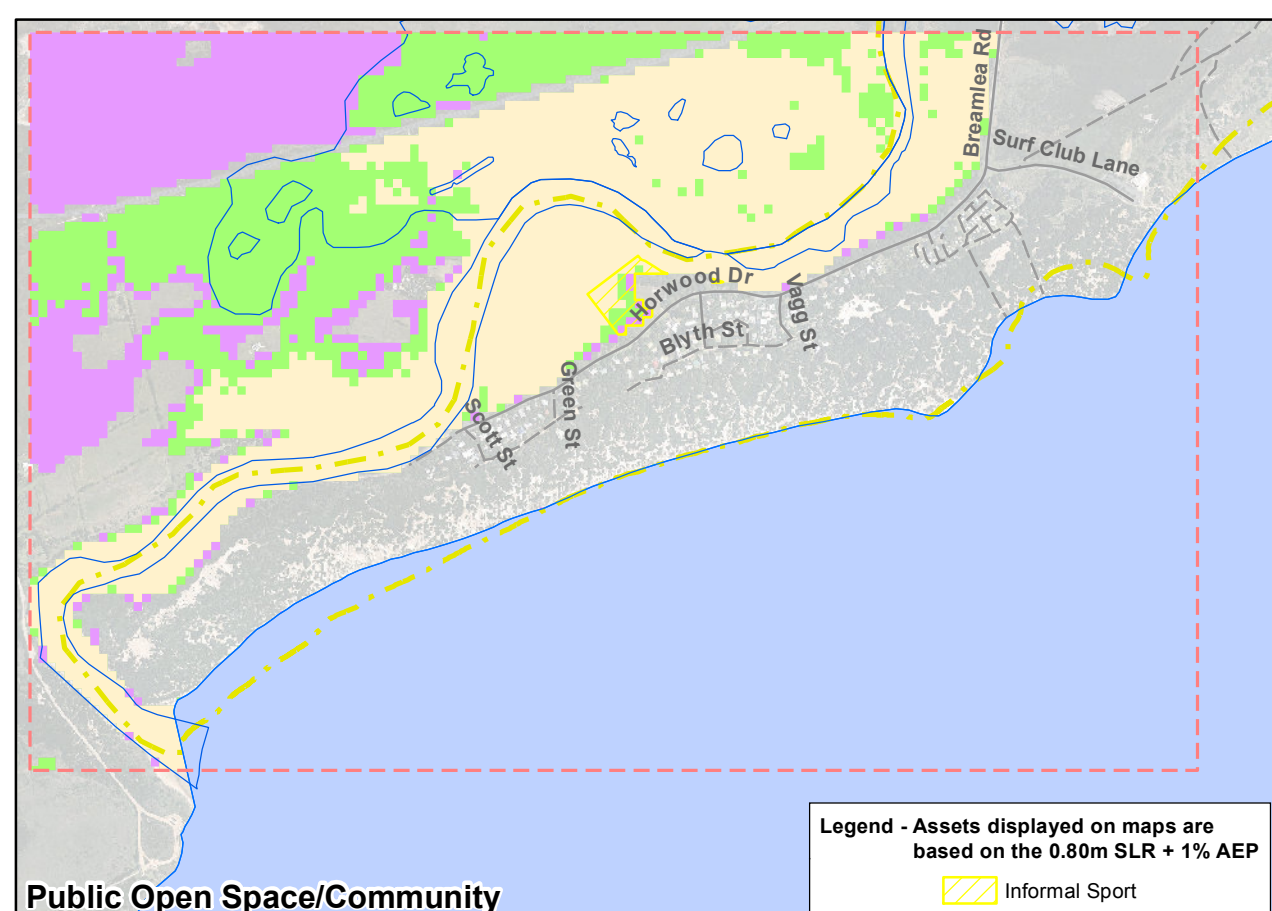 Breamlea Rd
Surf Club Lane
Horwood Dr
Vagg St
Blyth St
Green St
Scott St
Legend - Assets displayed on maps are
based on the 0.80m SLR + 1% AEP
Informal Sport
Public Open Space/Community